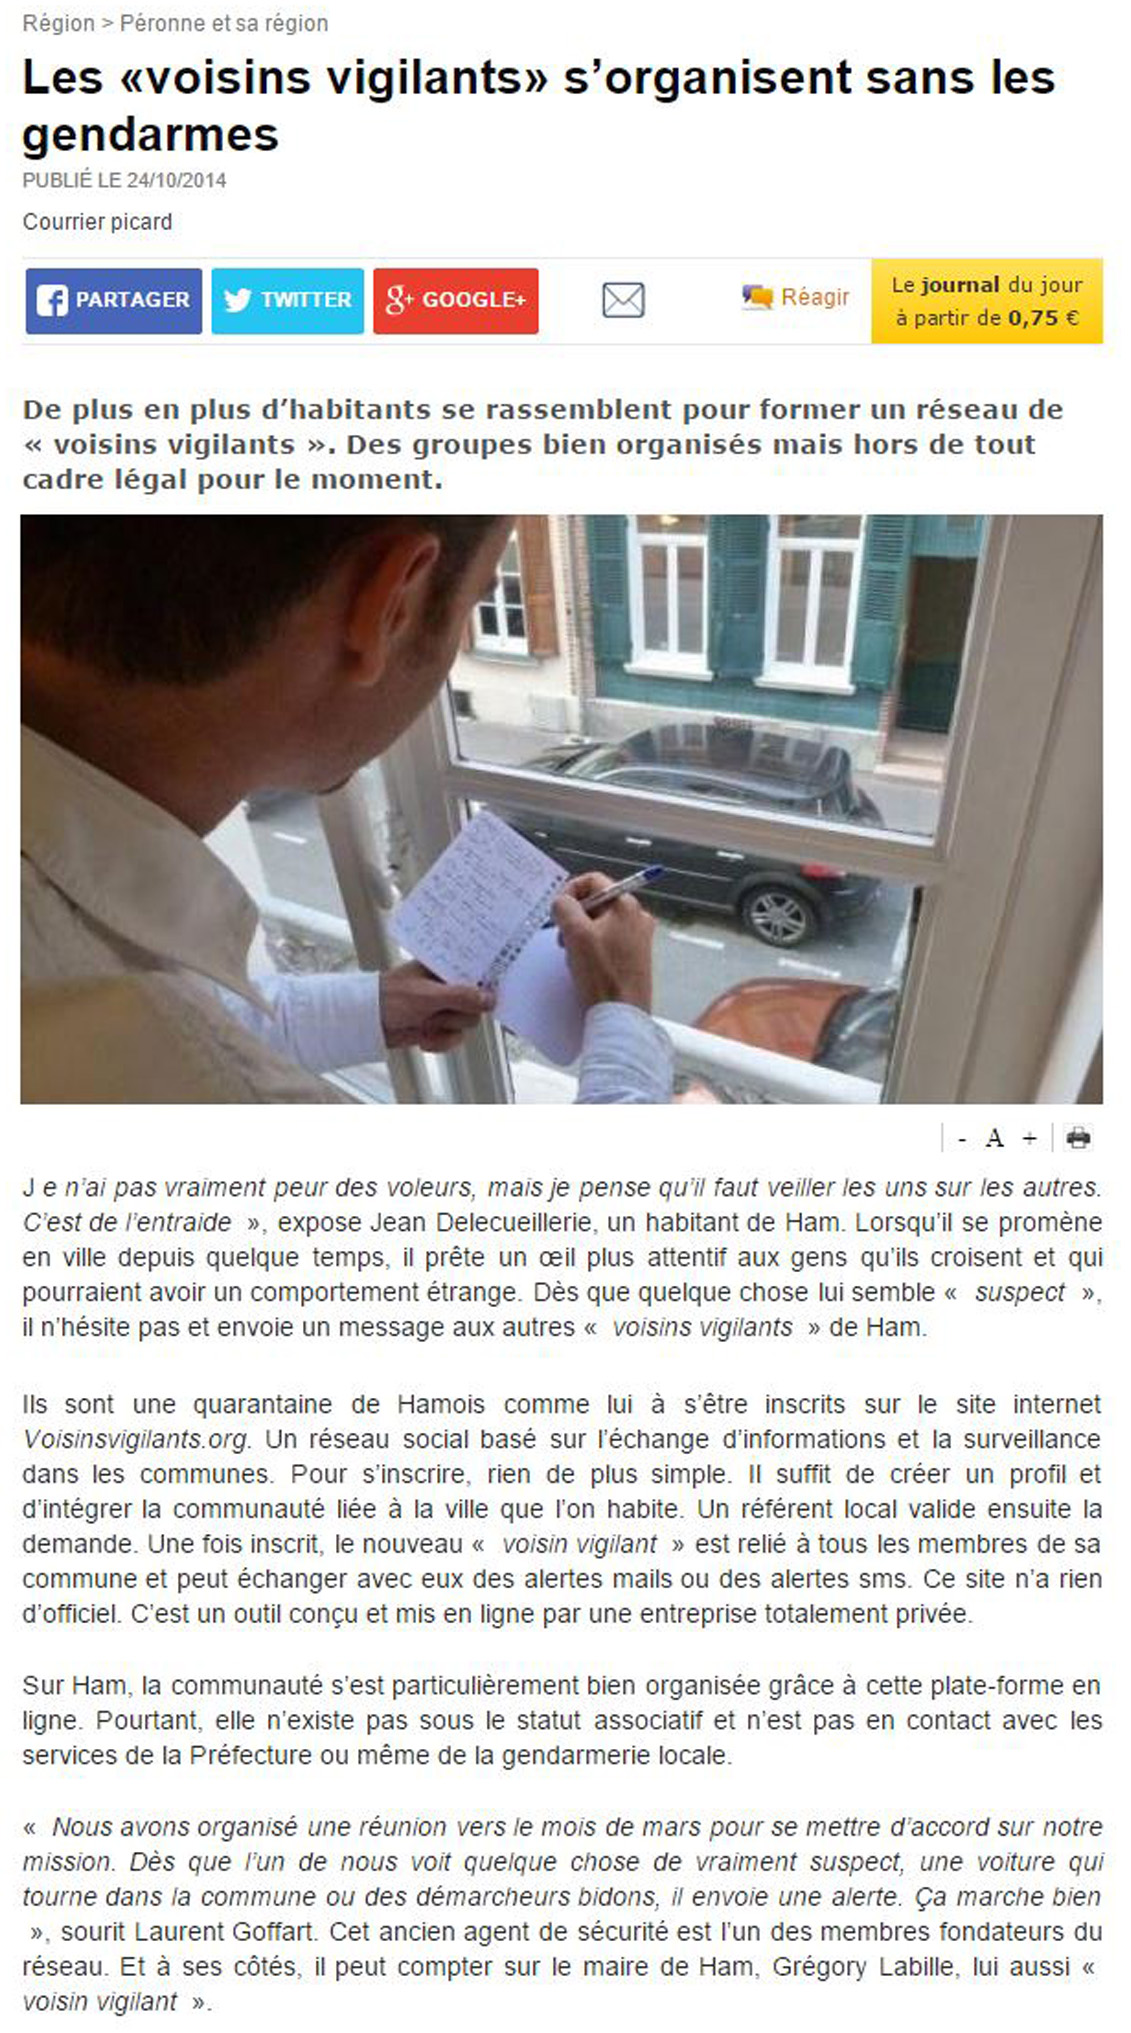 Région > Péronne et sa région
Les «voisins vigilants» s’organisent sans les
gendarmes
PUBLIÉ LE 24/10/2014
Courrier picard
PARTAGER
TWITTER
g+ GOOGLE+
Réagir
Le journal du jour
à partir de 0,75 €
De plus en plus d’habitants se rassemblent pour former un réseau de
« voisins vigilants ». Des groupes bien organisés mais hors de tout
cadre légal pour le moment.
- A +
J e n’ai pas vraiment peur des voleurs, mais je pense qu’il faut veiller les uns sur les autres.
C’est de l’entraide », expose Jean Delecueillerie, un habitant de Ham. Lorsqu’il se promène
en ville depuis quelque temps, il prête un œil plus attentif aux gens qu’ils croisent et qui
pourraient avoir un comportement étrange. Dès que quelque chose lui semble « suspect »,
il n’hésite pas et envoie un message aux autres « voisins vigilants » de Ham.
Ils sont une quarantaine de Hamois comme lui à s’être inscrits sur le site internet
Voisinsvigilants.org. Un réseau social basé sur l’échange d’informations et la surveillance
dans les communes. Pour s’inscrire, rien de plus simple. Il suffit de créer un profil et
d’intégrer la communauté liée à la ville que l’on habite. Un référent local valide ensuite la
demande. Une fois inscrit, le nouveau « voisin vigilant » est relié à tous les membres de sa
commune et peut échanger avec eux des alertes mails ou des alertes sms. Ce site n’a rien
d’officiel. C’est un outil conçu et mis en ligne par une entreprise totalement privée.
Sur Ham, la communauté s’est particulièrement bien organisée grâce à cette plate-forme en
ligne. Pourtant, elle n’existe pas sous le statut associatif et n’est pas en contact avec les
services de la Préfecture ou même de la gendarmerie locale.
« Nous avons organisé une réunion vers le mois de mars pour se mettre d’accord sur notre
mission. Dès que l’un de nous voit quelque chose de vraiment suspect, une voiture qui
tourne dans la commune ou des démarcheurs bidons, il envoie une alerte. Ça marche bien
», sourit Laurent Goffart. Cet ancien agent de sécurité est l’un des membres fondateurs du
réseau. Et à ses côtés, il peut compter sur le maire de Ham, Grégory Labille, lui aussi «
voisin vigilant ».